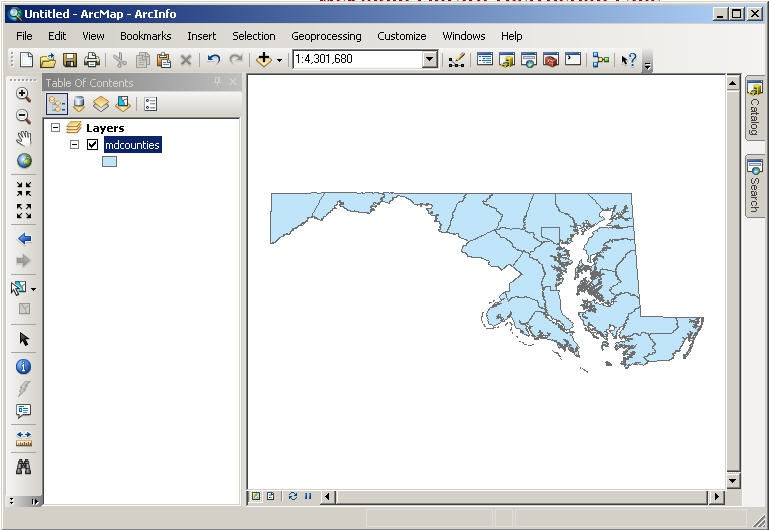 Untitled - ArcMap - ArcInfo
File Edit View Bookmarks Insert Selection Geoprocessing Customize Windows Help
1:4,301,680
Table Of Contents
Layers
mdcounties
Catalog
Search